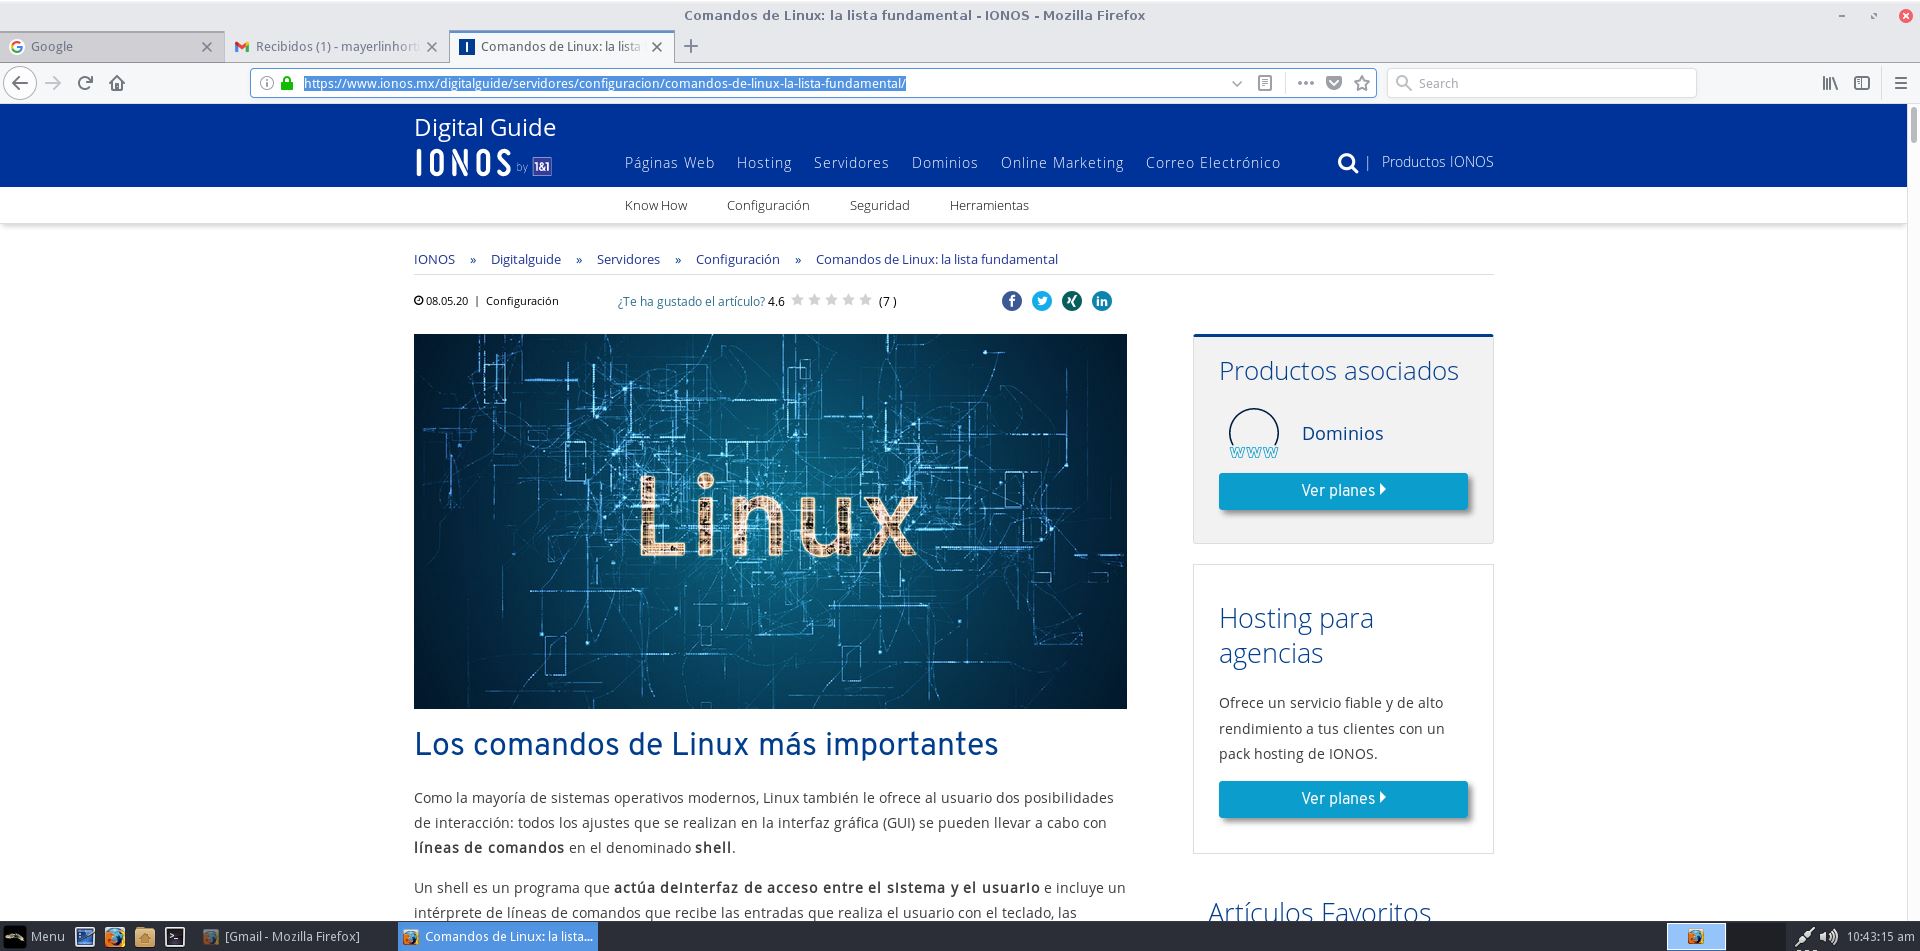 Comandos de Linux: la lista fundamental - IONOS - Mozilla Firefox
Google
Recibidos (1) - mayerlinhort
Comandos de Linux: la lista
https://www.ionos.mx/digitalguide/servidores/configuracion/comandos-de-linux-la-lista-fundamental/
Search
Digital Guide
IONOS by 1&1
Páginas Web Hosting Servidores Dominios Online Marketing Correo Electrónico | Productos IONOS
Know How Configuración Seguridad Herramientas
IONOS » Digitalguide » Servidores » Configuración » Comandos de Linux: la lista fundamental
08.05.20 | Configuración ¿Te ha gustado el artículo? 4.6 (7 )
Linux
Los comandos de Linux más importantes
Como la mayoría de sistemas operativos modernos, Linux también le ofrece al usuario dos posibilidades
de interacción: todos los ajustes que se realizan en la interfaz gráfica (GUI) se pueden llevar a cabo con
líneas de comandos en el denominado shell.
Un shell es un programa que actúa deinterfaz de acceso entre el sistema y el usuario e incluye un
intérprete de líneas de comandos que recibe las entradas que realiza el usuario con el teclado, las
Productos asociados
www
Dominios
Ver planes
Hosting para
agencias
Ofrece un servicio fiable y de alto
rendimiento a tus clientes con un
pack hosting de IONOS.
Ver planes
Artículos Favoritos
Menu
[Gmail - Mozilla Firefox]
Comandos de Linux: la lista...
10:43:15 am